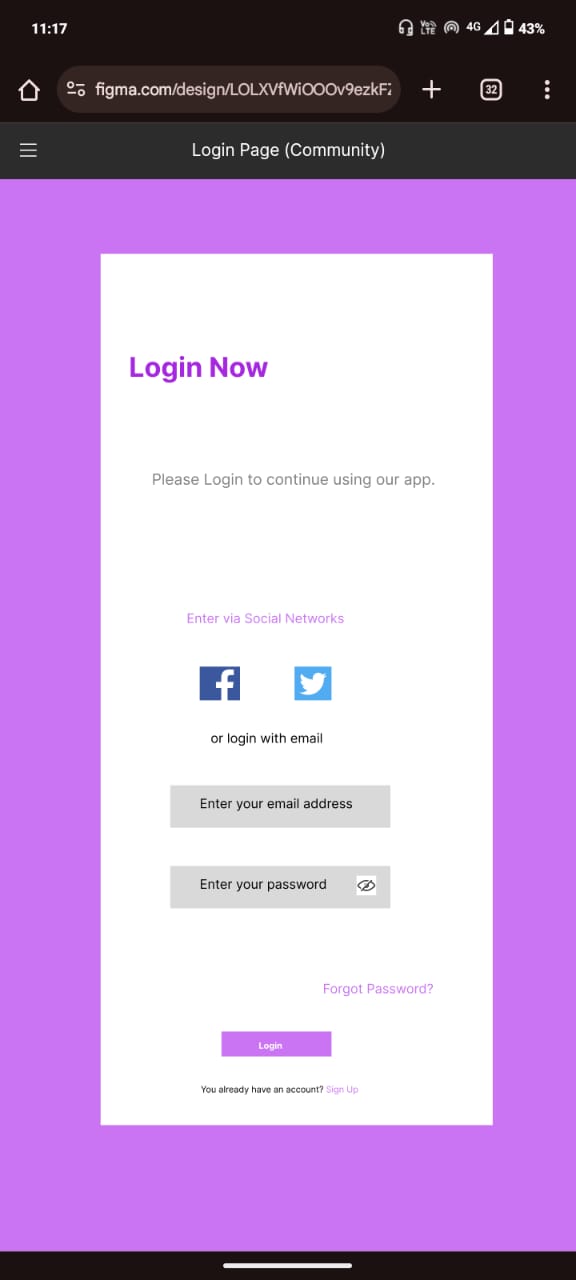 11:17
Vo)) LTE
4G
43%
figma.com/design/LOLXVfWiOOOv9ezkFZ
32
Login Page (Community)
Login Now
Please Login to continue using our app.
Enter via Social Networks
or login with email
Enter your email address
Enter your password
Forgot Password?
Login
You already have an account? Sign Up